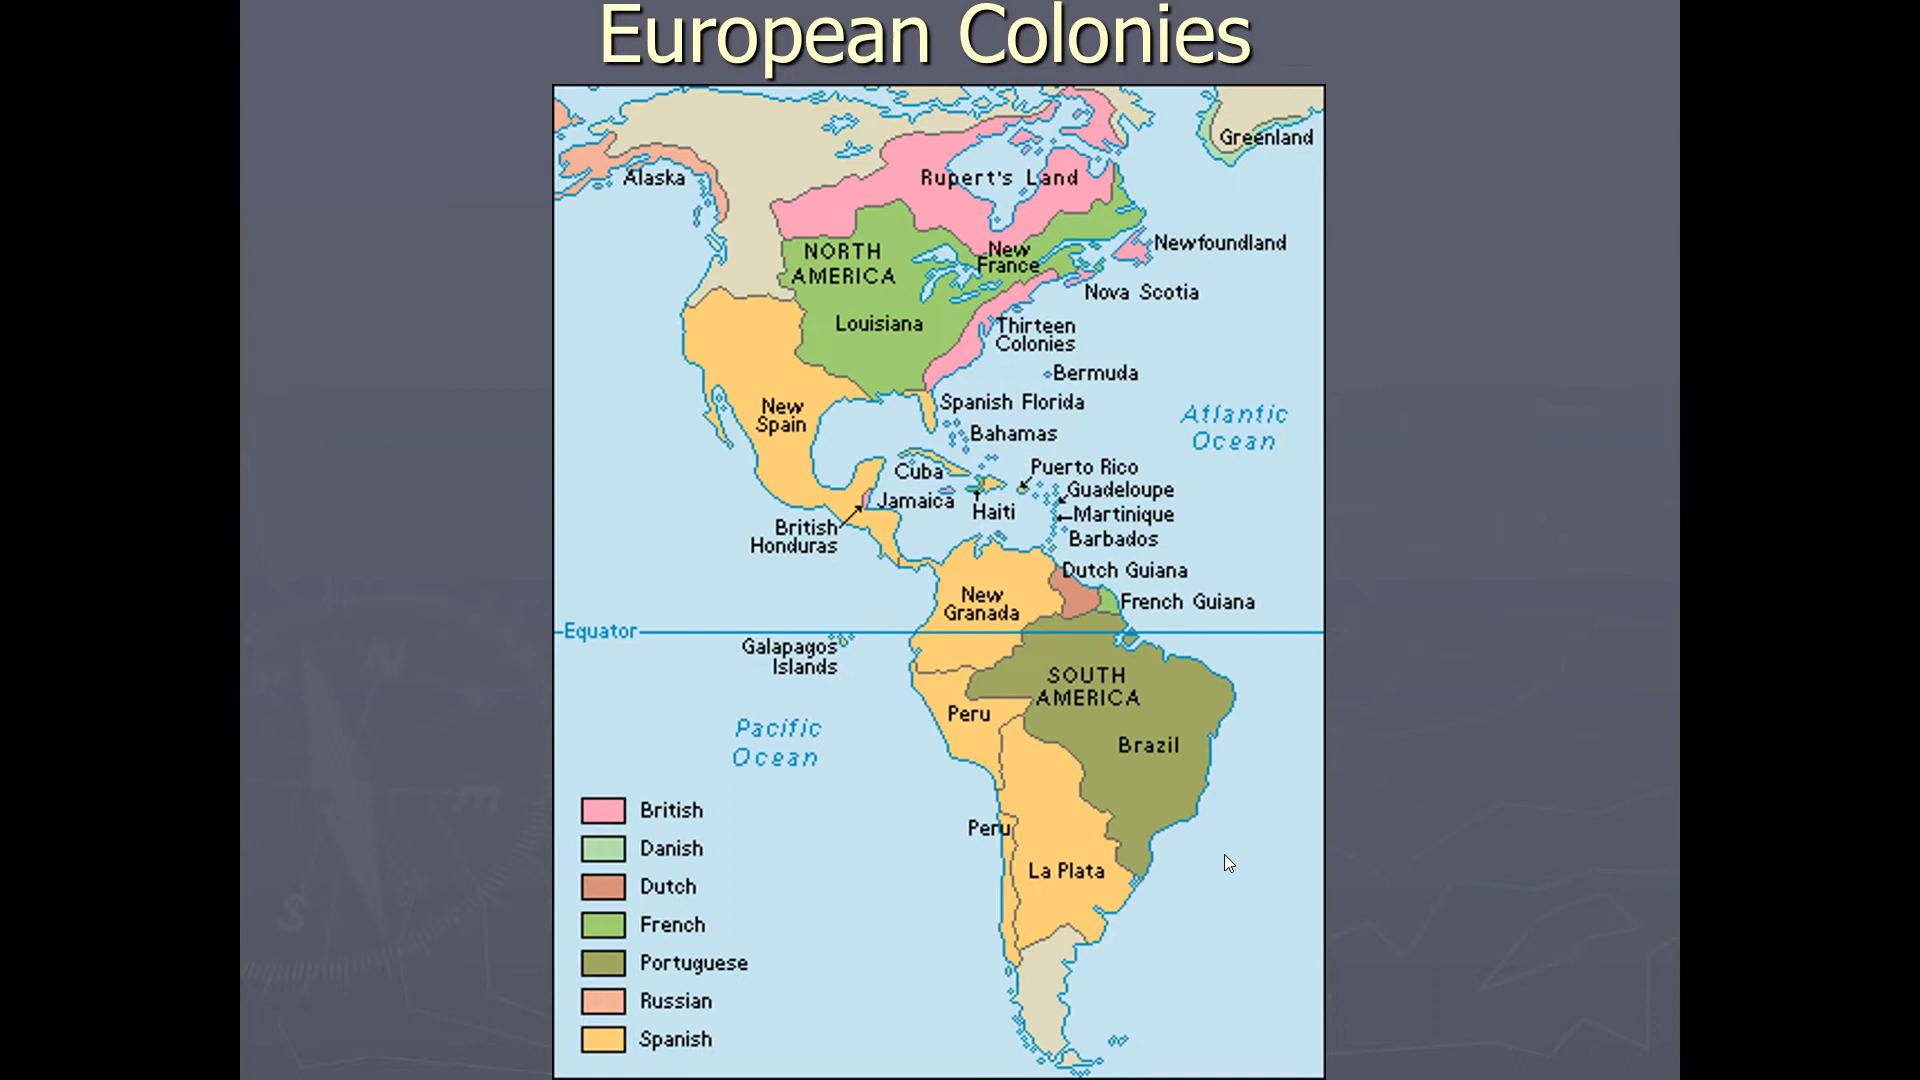 European Colonies
Greenland
Alaska
Rupert's Land
NORTH
AMERICA
New
France
Newfoundland
Nova Scotia
Louisiana
Thirteen
Colonies
Bermuda
New
Spain
Spanish Florida
Atlantic
Ocean
Bahamas
Cuba
Puerto Rico
Guadeloupe
Jamaica
Haiti
Martinique
British
Honduras
Barbados
Dutch Guiana
New
Granada
French Guiana
Equator
Galapagos
Islands
SOUTH
AMERICA
Peru
Pacific
Ocean
Brazil
Peru
La Plata
British
Danish
Dutch
French
Portuguese
Russian
Spanish